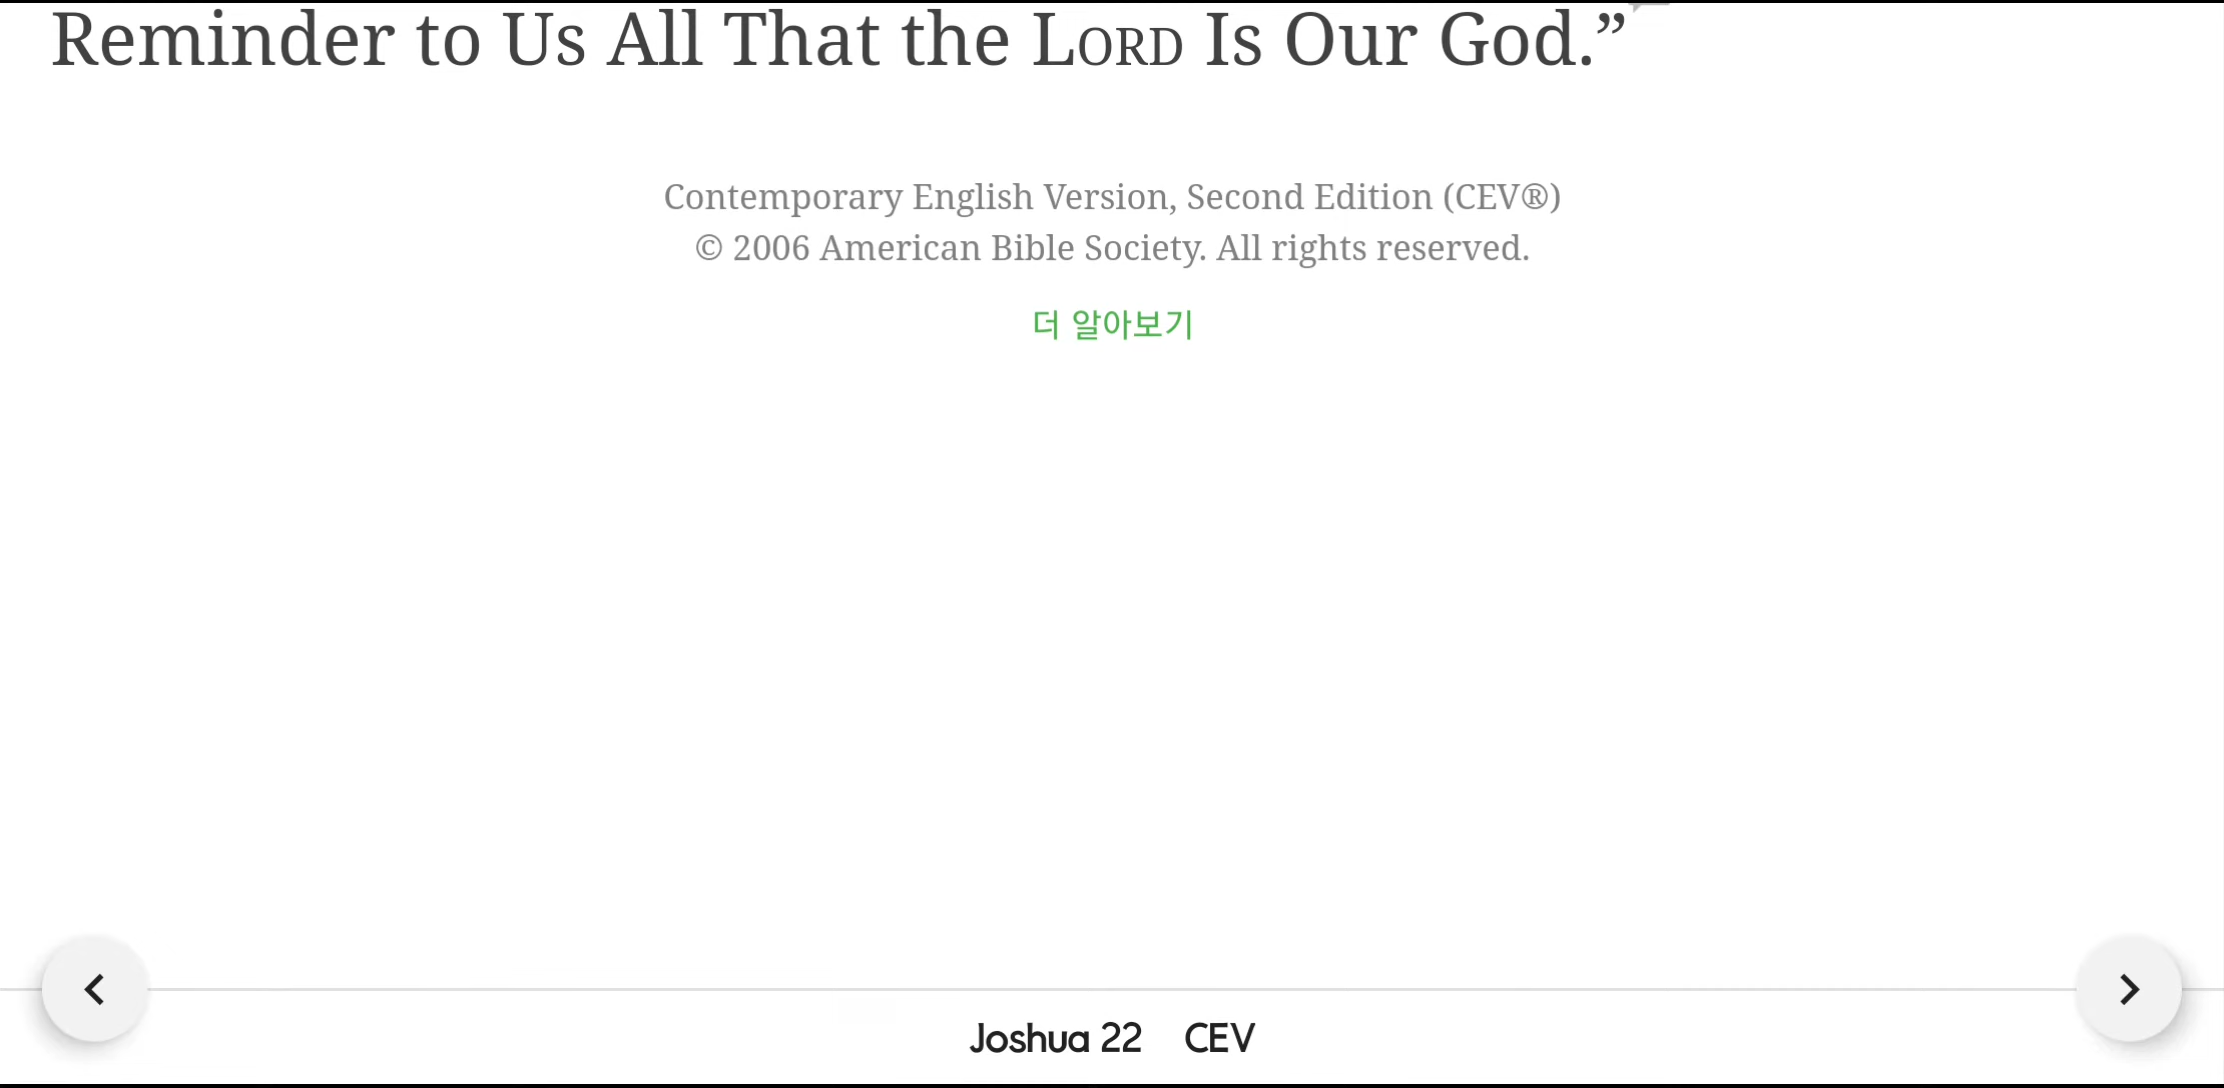 Reminder to Us All That the LORD Is Our God.”
Contemporary English Version, Second Edition (CEV®)
© 2006 American Bible Society. All rights reserved.
더 알아보기
Joshua 22 CEV